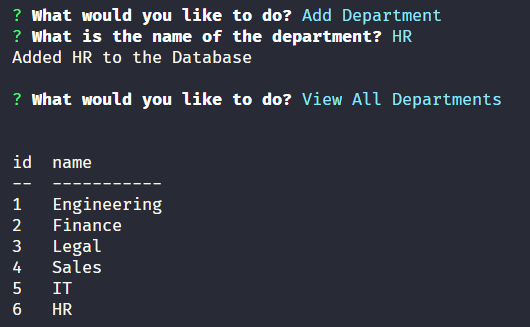 ? What would you like to do? Add Department
? What is the name of the department? HR
Added HR to the Database
? What would you like to do? View All Departments
id  name
--  -----------
1   Engineering
2   Finance
3   Legal
4   Sales
5   IT
6   HR